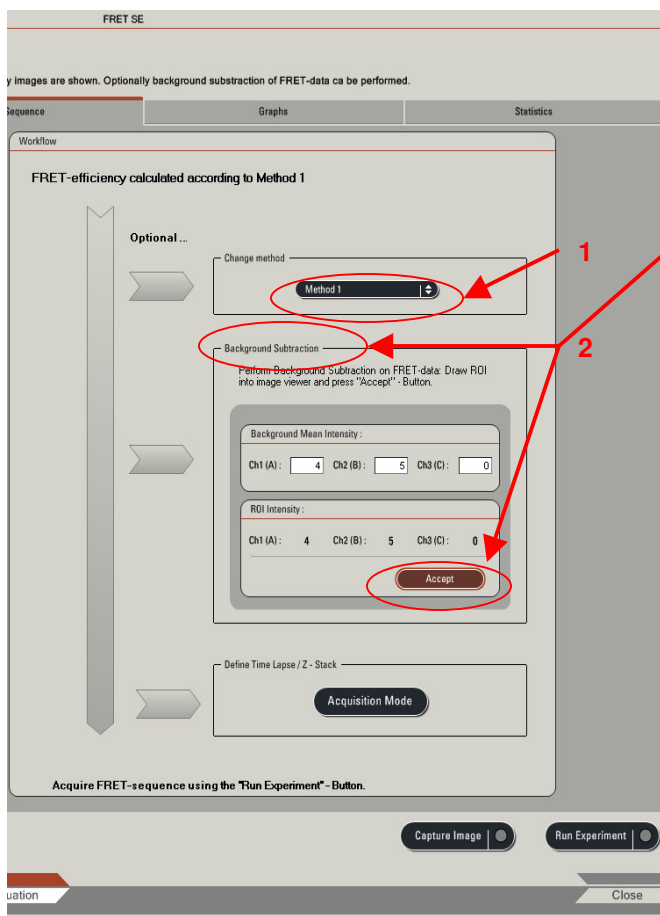 FRET SE
y images are shown. Optionally background substraction of FRET-data ca be performed.
Sequence Graphs Statistics
Workflow
FRET-efficiency calculated according to Method 1
Optional ...
Change method
Method 1
1
Background Subtraction
2
Perform Background Subtraction on FRET-data: Draw ROI
into image viewer and press "Accept" - Button.
Background Mean Intensity :
Ch1 (A) : 4 Ch2 (B) : 5 Ch3 (C) : 0
ROI Intensity :
Ch1 (A) : 4 Ch2 (B) : 5 Ch3 (C) : 0
Accept
Define Time Lapse / Z - Stack
Acquisition Mode
Acquire FRET-sequence using the "Run Experiment" - Button.
Capture Image Run Experiment
uation Close